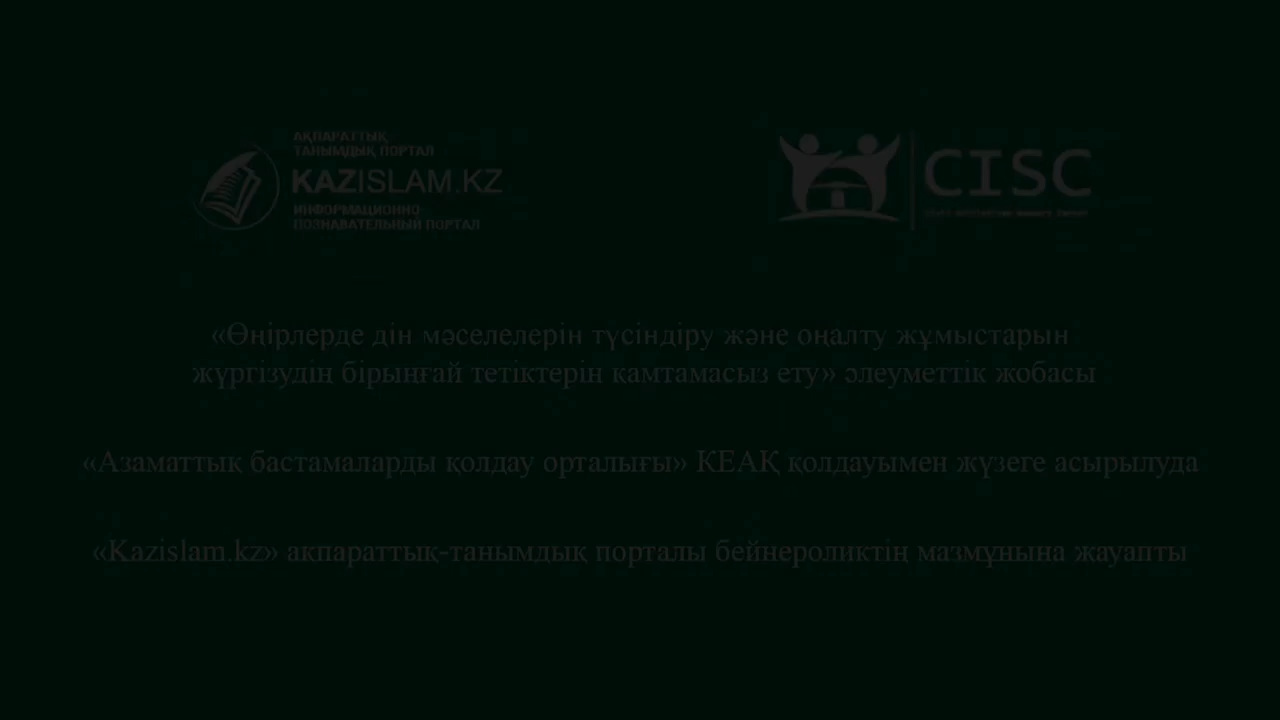 АҚПАРАТТЫҚ
ТАНЫМДЫҚ ПОРТАЛ
KAZISLAM.KZ
ИНФОРМАЦИОННО
ПОЗНАВАТЕЛЬНЫЙ ПОРТАЛ
CISC
«Өңірлерде дін мәселелерін түсіндіру және оңалту жұмыстарын
жүргізудің бірыңғай тетіктерін қамтамасыз ету» әлеуметтік жобасы
«Азаматтық бастамаларды қолдау орталығы» КЕАҚ қолдауымен жүзеге асырылуда
«Kazislam.kz» ақпараттық-танымдық порталы бейнероликтің мазмұнына жауапты